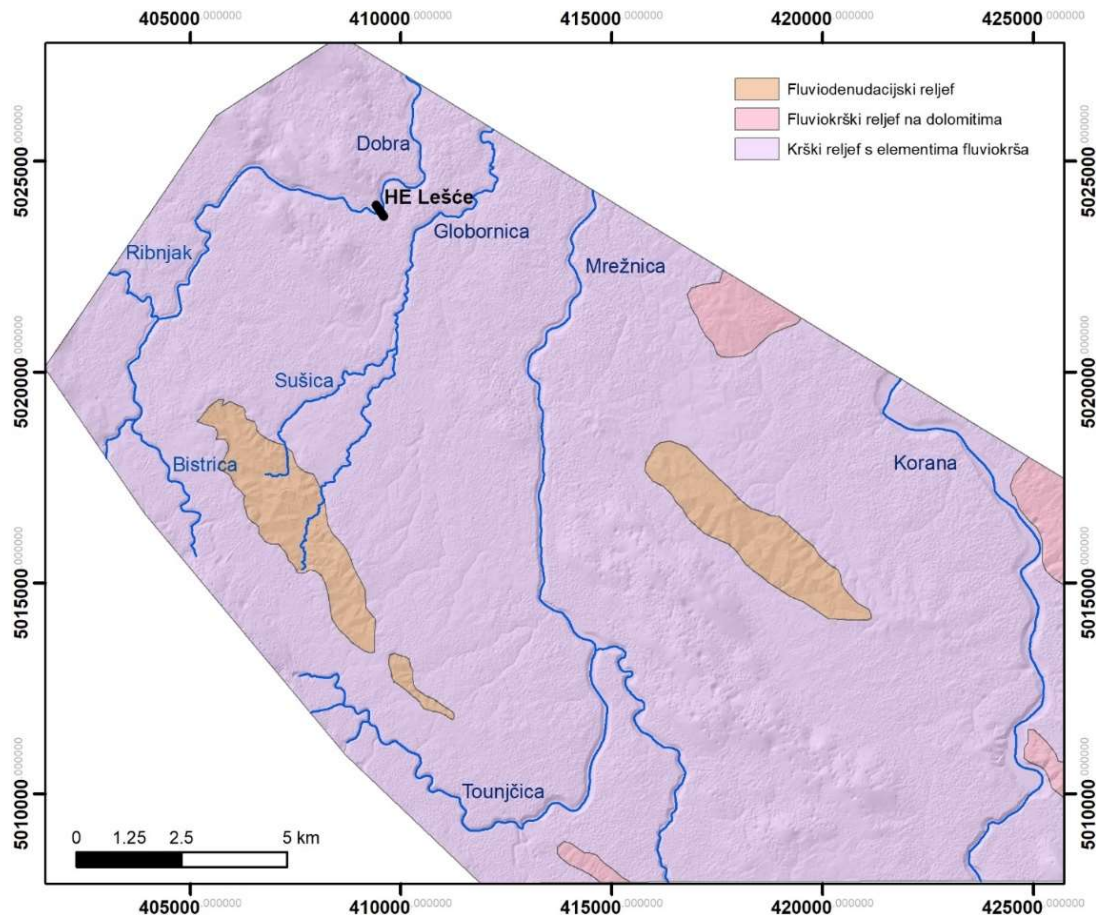 405000 000000 410000 000000 415000 000000 420000 000000 425000 000000
Fluviodenudacijski reljef
Fluviokrški reljef na dolomitima
Krški reljef s elementima fluviokrša
5025000 000000
5025000 000000
Dobra
HE Lešće
Globornica
Ribnjak
Mrežnica
5020000 000000
5020000 000000
Sušica
Bistrica
Korana
5015000 000000
5015000 000000
Tounjčica
5010000 000000
5010000 000000
0 1.25 2.5 5 km
405000 000000 410000 000000 415000 000000 420000 000000 425000 000000